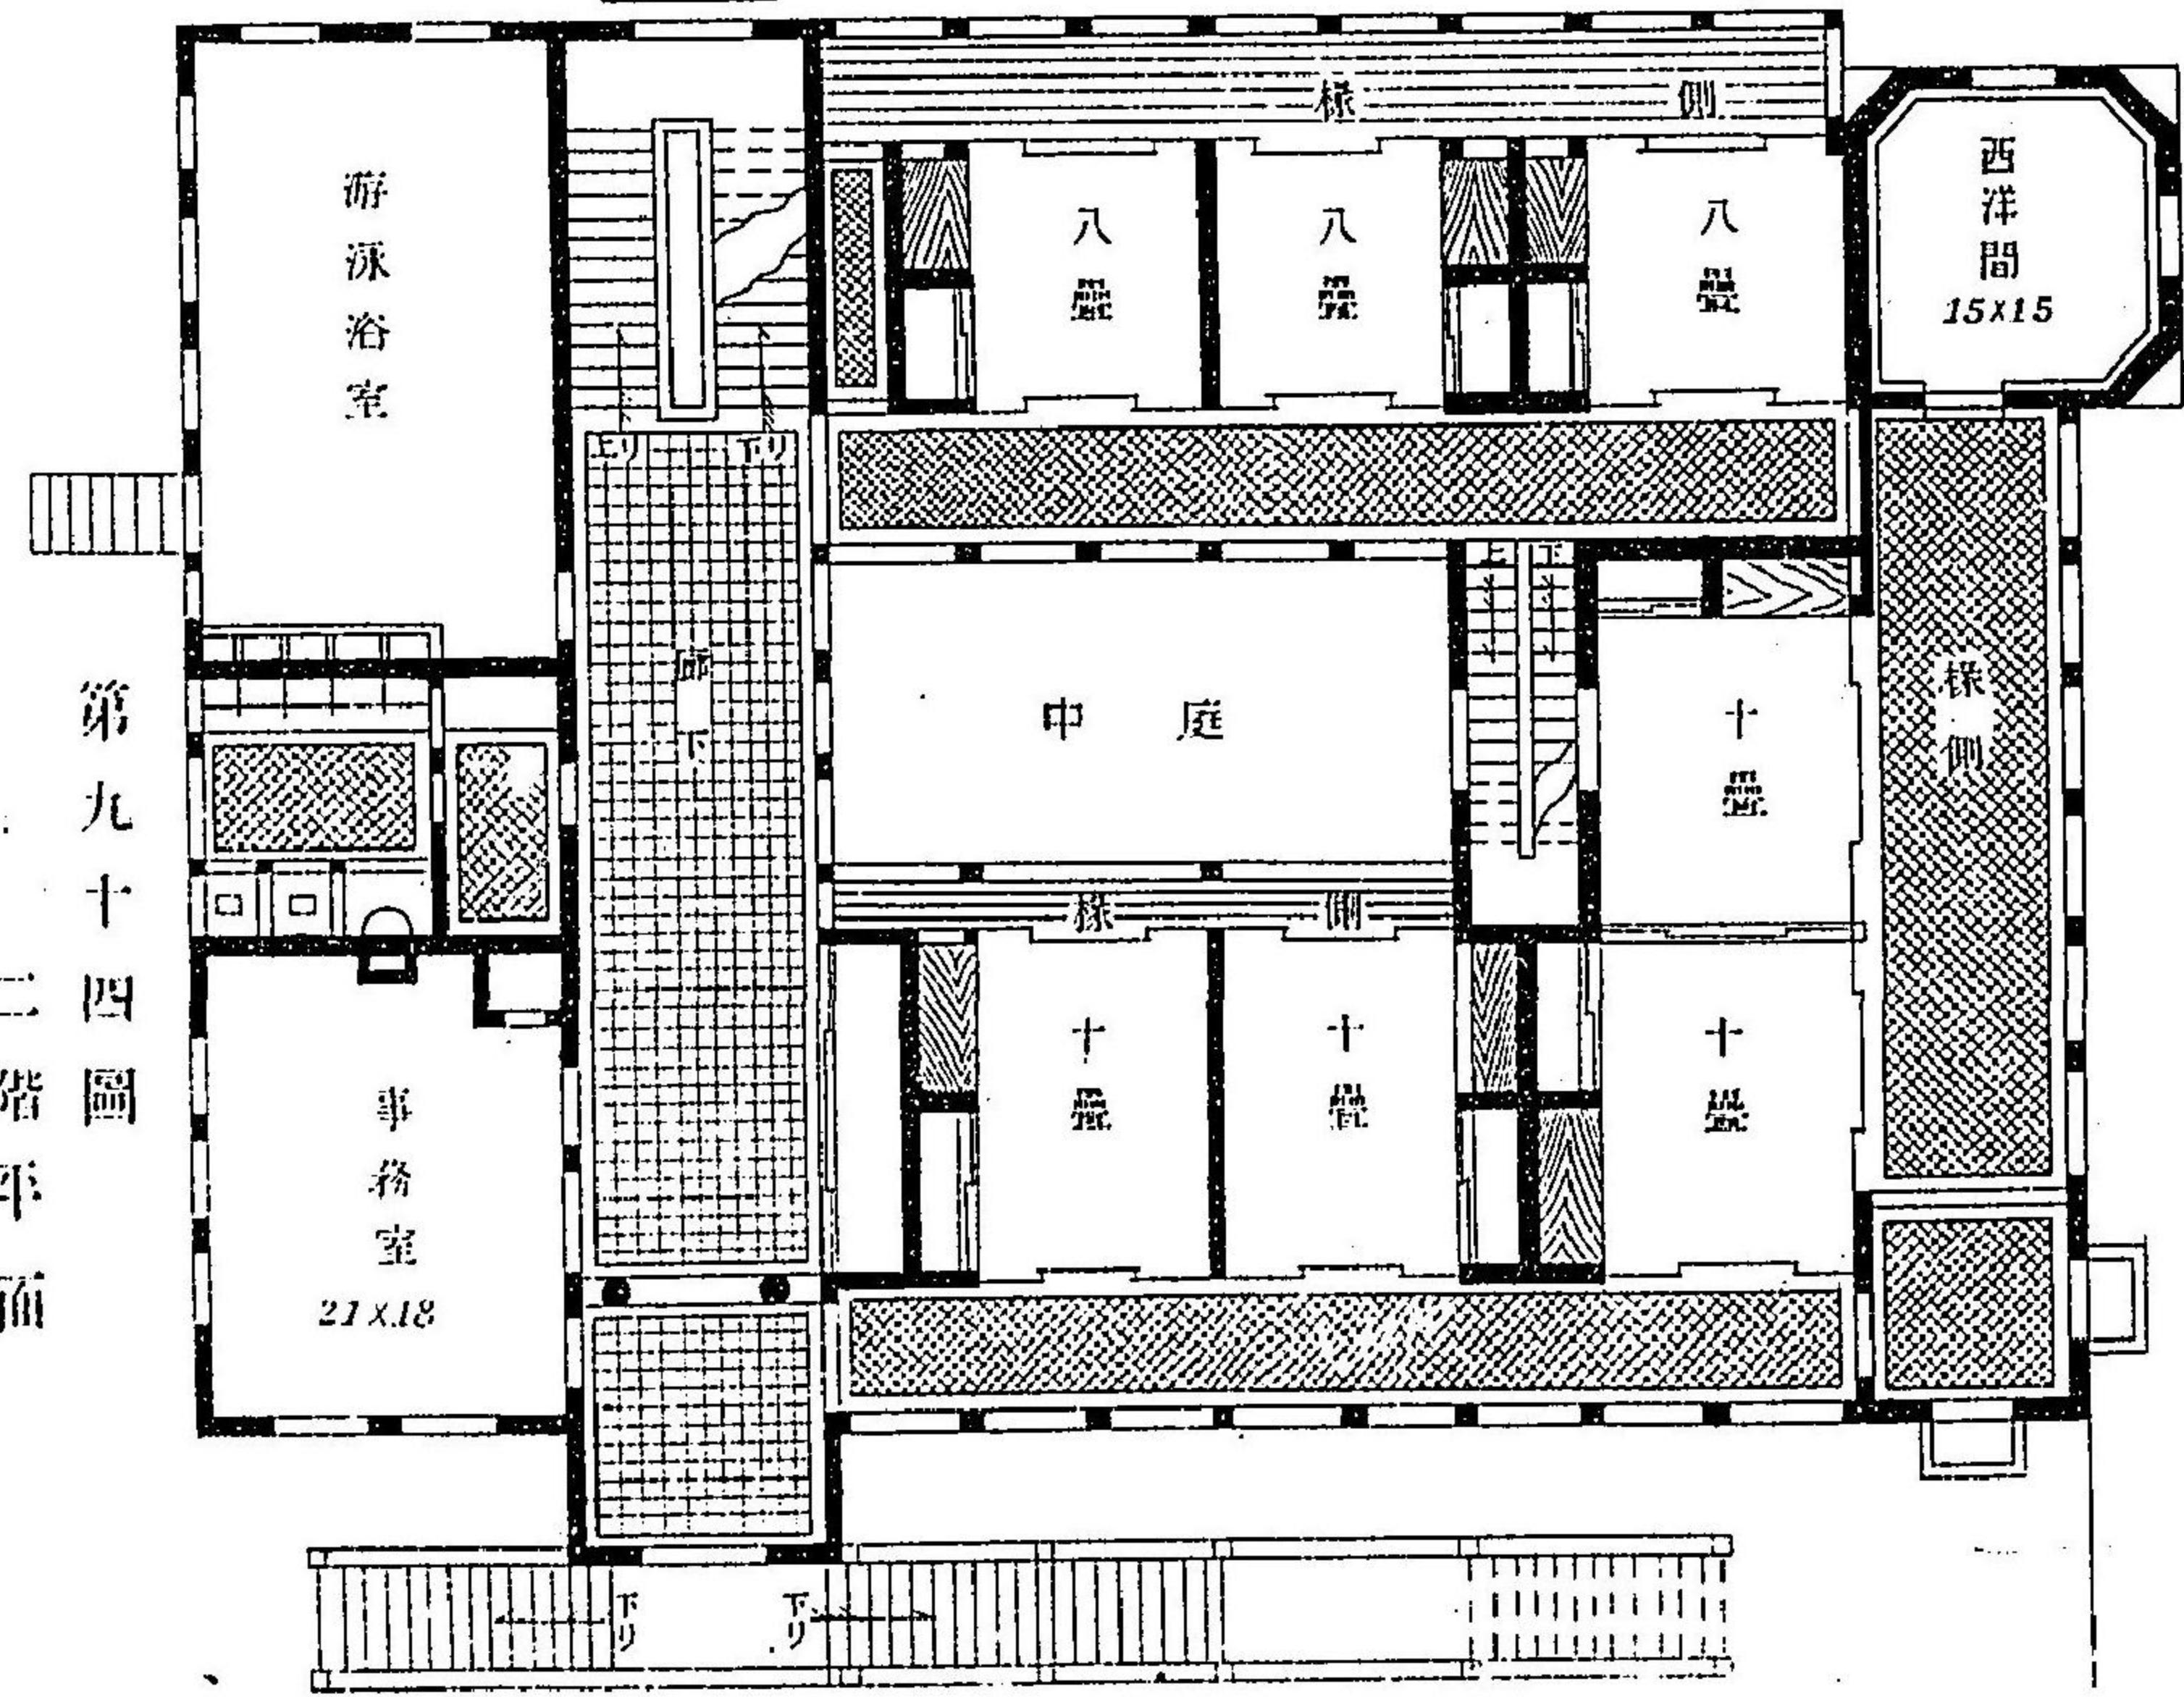 第九十四圖
二階平面
游泳浴室
椽側
八疊
八疊
八疊
西洋間
15×15
上リ
下リ
廊下
中庭
上
下
十疊
椽側
椽側
十疊
十疊
十疊
事務室
21×18
下リ
下リ